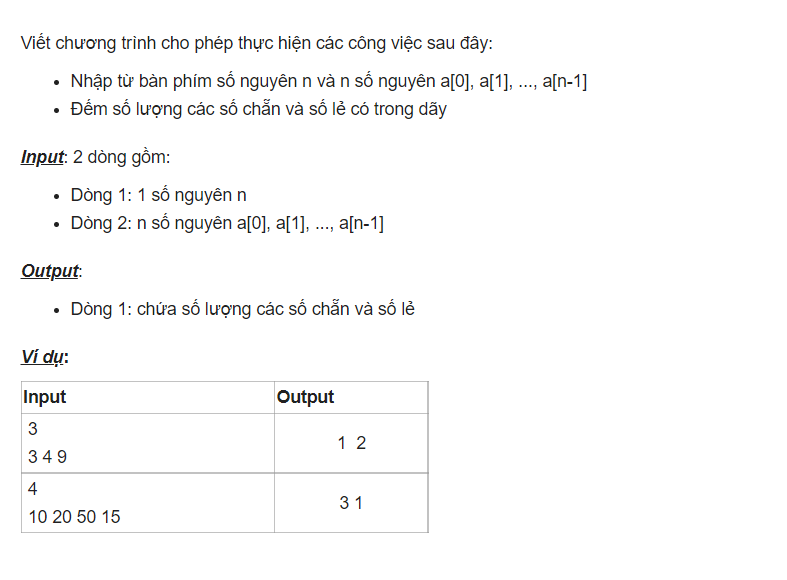 Viết chương trình cho phép thực hiện các công việc sau đây:
Nhập từ bàn phím số nguyên n và n số nguyên a[0], a[1], ..., a[n-1]
Đếm số lượng các số chẵn và số lẻ có trong dãy
Input: 2 dòng gồm:
Dòng 1: 1 số nguyên n
Dòng 2: n số nguyên a[0], a[1], ..., a[n-1]
Output:
Dòng 1: chứa số lượng các số chẵn và số lẻ
Ví dụ:
Input Output
3
3 4 9
1 2
4
10 20 50 15
3 1